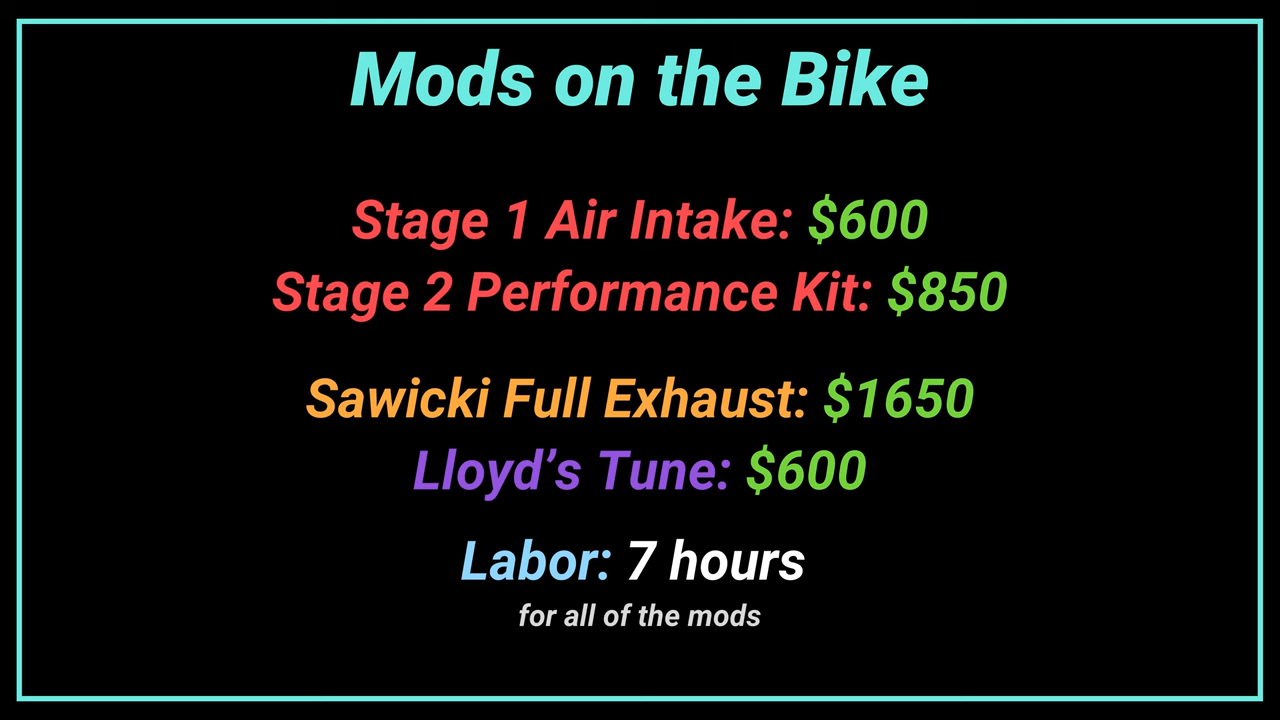 Mods on the Bike
Stage 1 Air Intake: $600
Stage 2 Performance Kit: $850
Sawicki Full Exhaust: $1650
Lloyd’s Tune: $600
Labor: 7 hours
for all of the mods